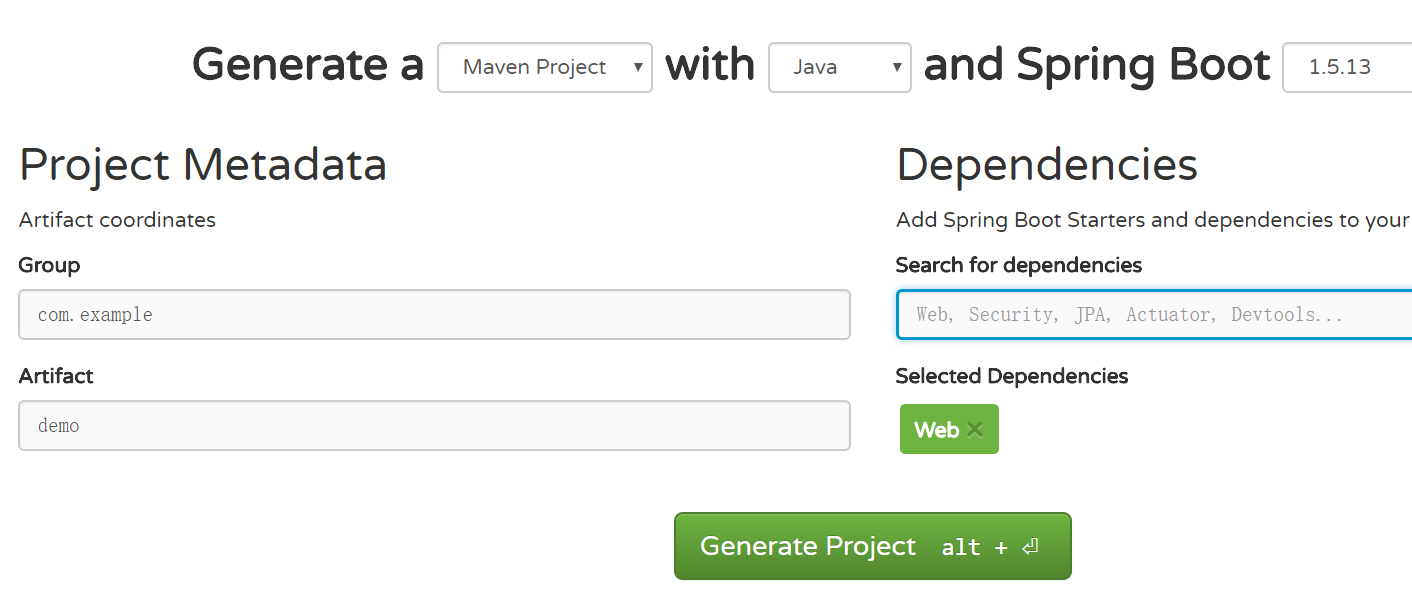 Generate a Maven Project with Java and Spring Boot 1.5.13
Project Metadata
Artifact coordinates
Group
com.example
Artifact
demo
Dependencies
Add Spring Boot Starters and dependencies to your
Search for dependencies
Web, Security, JPA, Actuator, Devtools...
Selected Dependencies
Web ×
Generate Project alt + ⏎